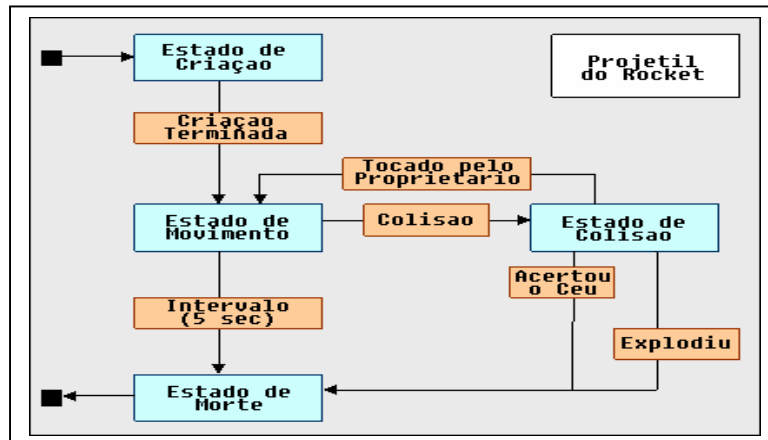 Estado de
Criaçao
Projetil
do Rocket
Criaçao
Terminada
Tocado pelo
Proprietario
Estado de
Movimento
Colisao
Estado de
Colisao
Acertou
o Ceu
Intervalo
(5 sec)
Explodiu
Estado de
Morte